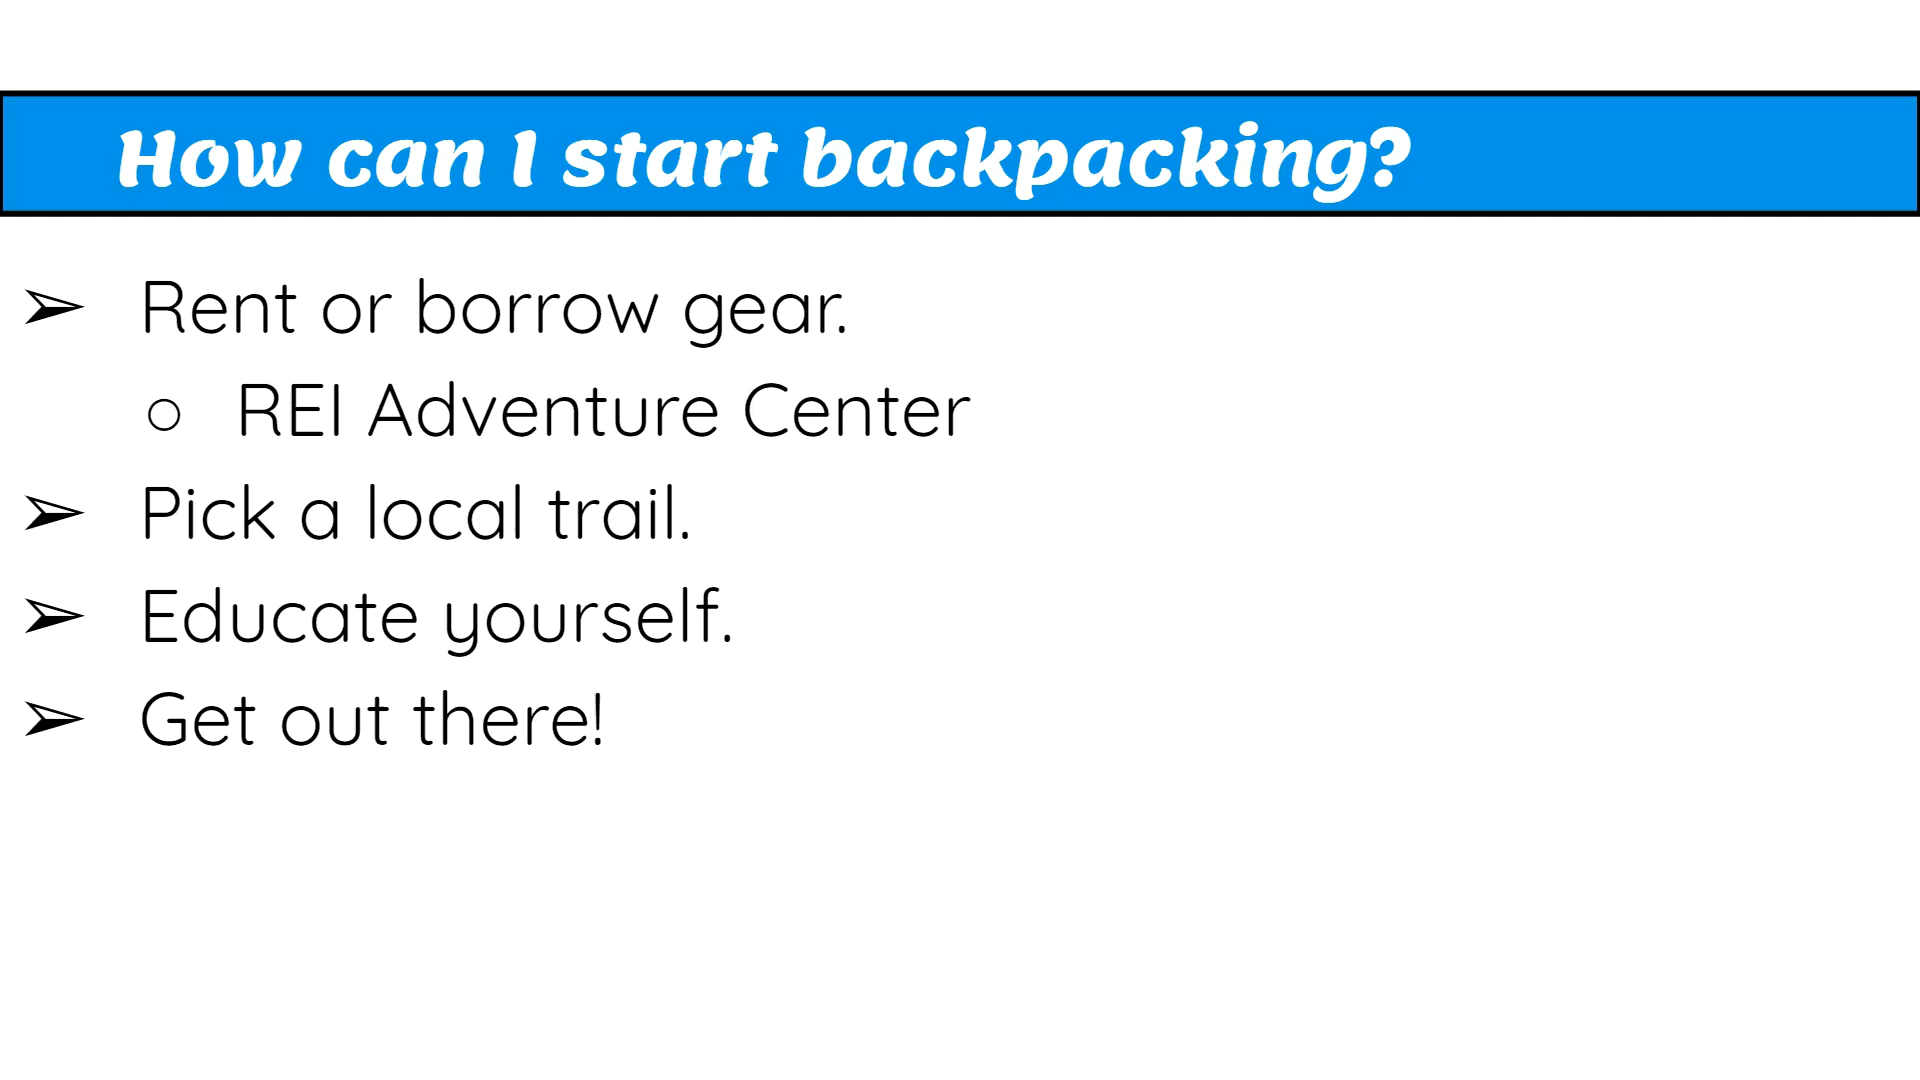 How can I start backpacking?
➢ Rent or borrow gear.
○ REI Adventure Center
➢ Pick a local trail.
➢ Educate yourself.
➢ Get out there!